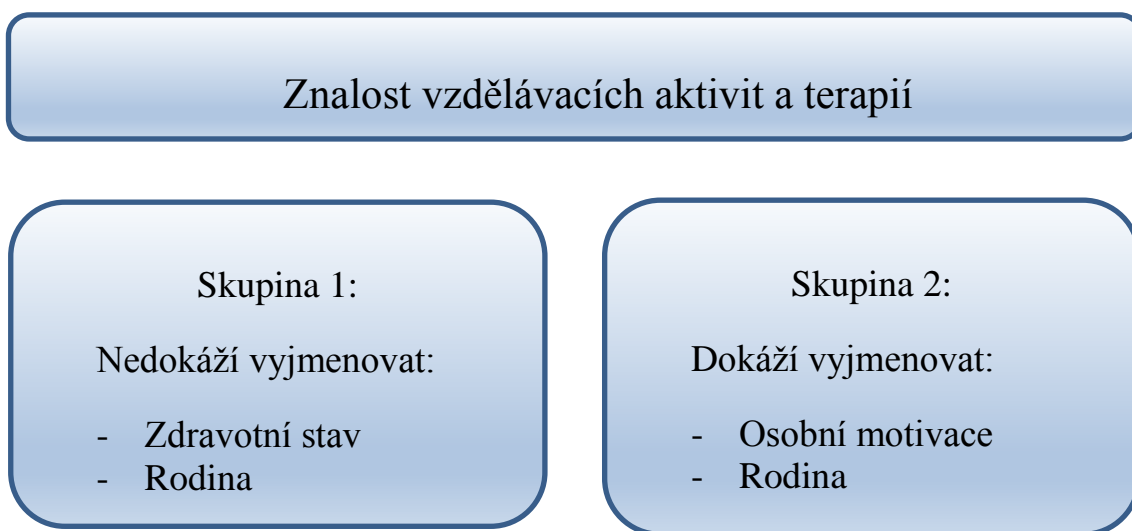 Znalost vzdělávacích aktivit a terapií
Skupina 1:
Nedokáží vyjmenovat:
- Zdravotní stav
- Rodina
Skupina 2:
Dokáží vyjmenovat:
- Osobní motivace
- Rodina